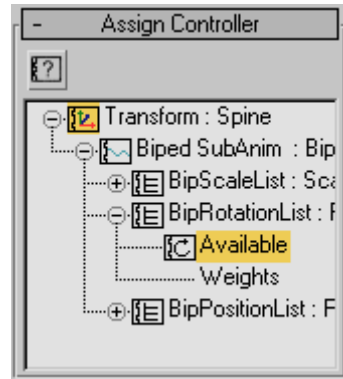 - Assign Controller
?
Transform : Spine
Biped SubAnim : Bip
BipScaleList : Sca
BipRotationList : F
Available
Weights
BipPositionList : F